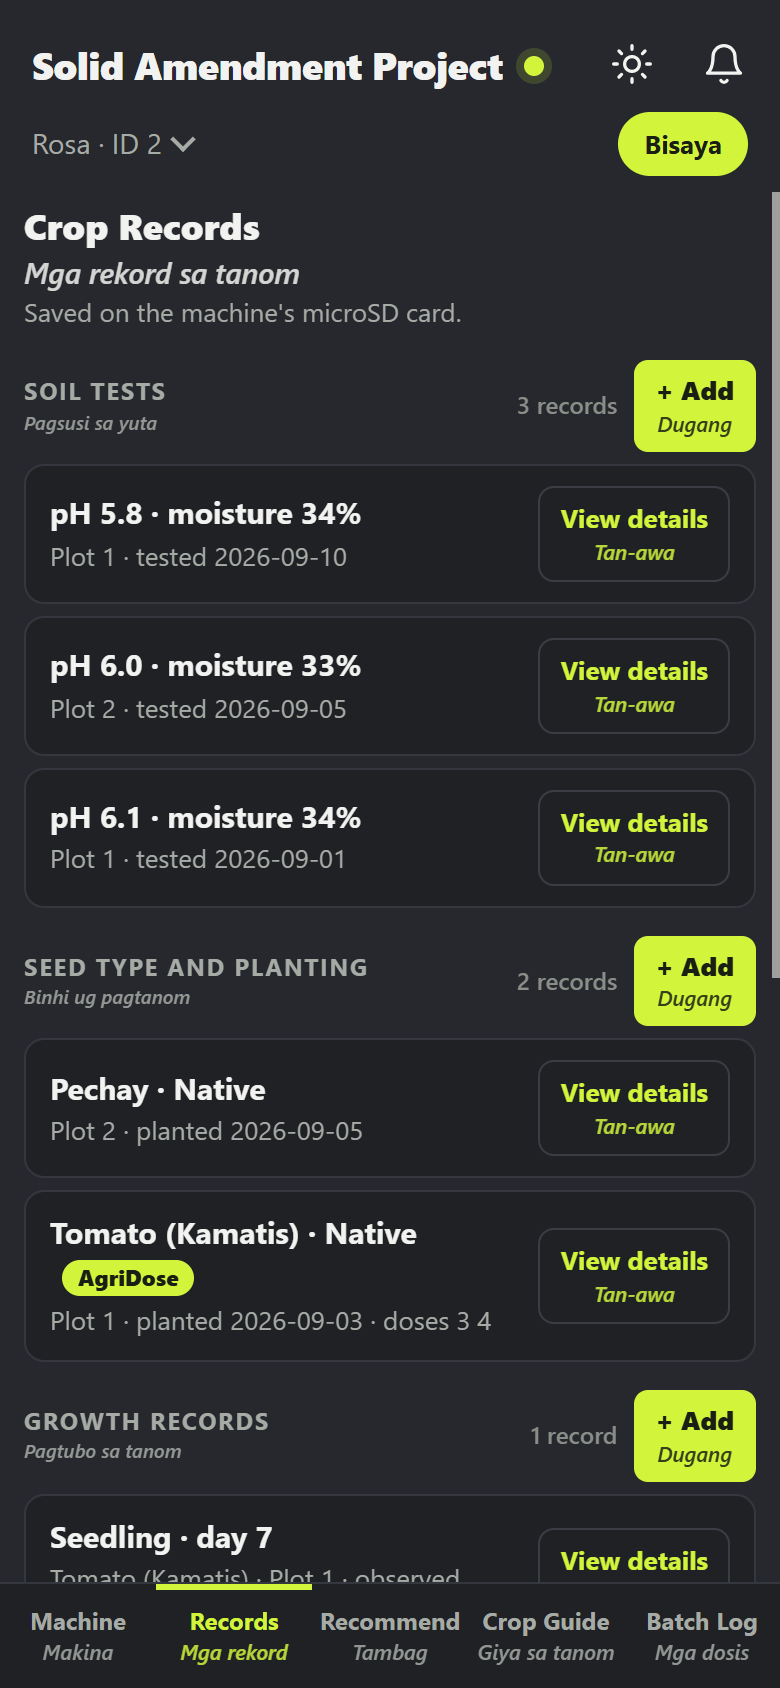 Solid Amendment Project
Rosa · ID 2
Bisaya
Crop Records
Mga rekord sa tanom
Saved on the machine's microSD card.
SOIL TESTS
Pagsusi sa yuta
3 records
+ Add
Dugang
pH 5.8 · moisture 34%
Plot 1 · tested 2026-09-10
View details
Tan-awa
pH 6.0 · moisture 33%
Plot 2 · tested 2026-09-05
View details
Tan-awa
pH 6.1 · moisture 34%
Plot 1 · tested 2026-09-01
View details
Tan-awa
SEED TYPE AND PLANTING
Binhi ug pagtanom
2 records
+ Add
Dugang
Pechay · Native
Plot 2 · planted 2026-09-05
View details
Tan-awa
Tomato (Kamatis) · Native
AgriDose
Plot 1 · planted 2026-09-03 · doses 3 4
View details
Tan-awa
GROWTH RECORDS
Pagtubo sa tanom
1 record
+ Add
Dugang
Seedling · day 7
Tomato (Kamatis) · Plot 1 · observed
View details
Machine
Makina
Records
Mga rekord
Recommend
Tambag
Crop Guide
Giya sa tanom
Batch Log
Mga dosis